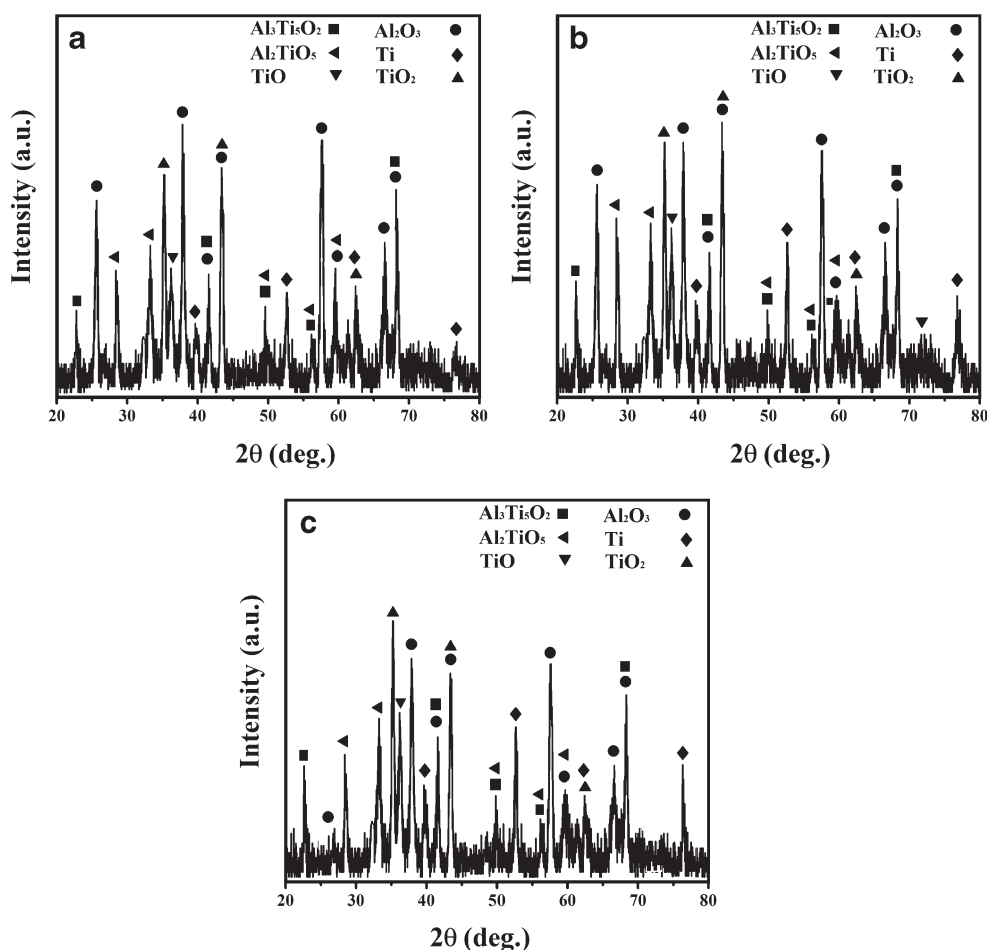 a
Al₃Ti₅O₂ ■ Al₂O₃ ●
Al₂TiO₅ ◀ Ti ◆
TiO ▼ TiO₂ ▲
Intensity (a.u.)
20 30 40 50 60 70 80
2θ (deg.)
b
Al₃Ti₅O₂ ■ Al₂O₃ ●
Al₂TiO₅ ◀ Ti ◆
TiO ▼ TiO₂ ▲
Intensity (a.u.)
20 30 40 50 60 70 80
2θ (deg.)
c
Al₃Ti₅O₂ ■ Al₂O₃ ●
Al₂TiO₅ ◀ Ti ◆
TiO ▼ TiO₂ ▲
Intensity (a.u.)
20 30 40 50 60 70 80
2θ (deg.)